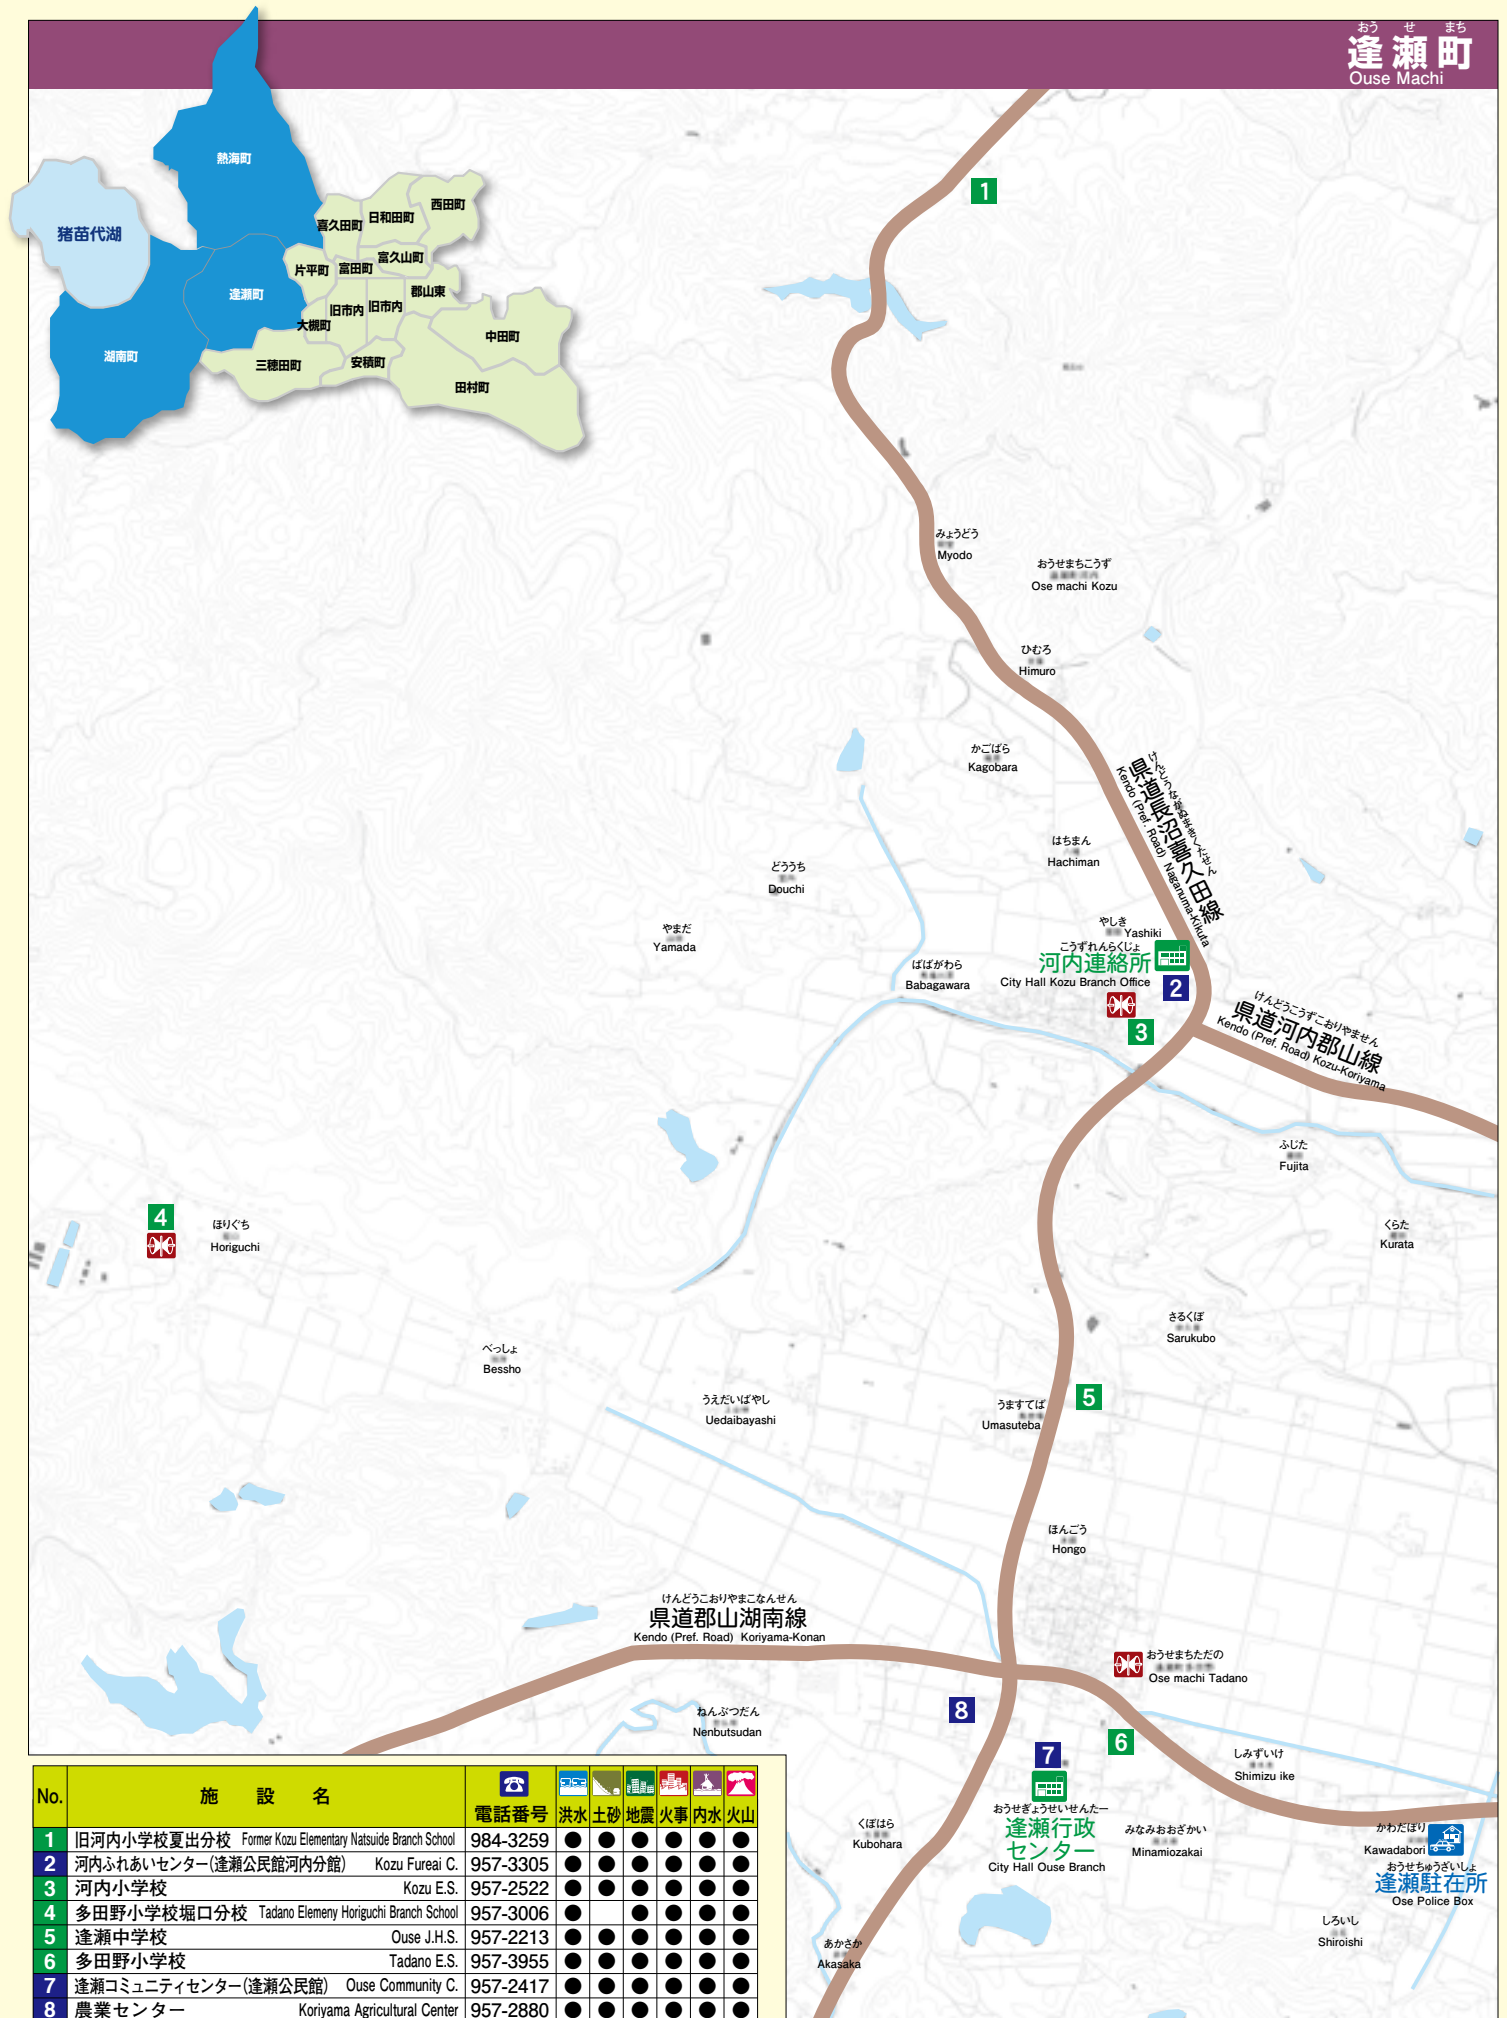 おう せ まち
逢瀬町
Ouse Machi
熱海町
猪苗代湖
逢瀬町
湖南町
喜久田町
日和田町
西田町
片平町
富田町
富久山町
郡山東
旧市内
旧市内
大槻町
三穂田町
安積町
中田町
田村町
1
みょうどう
Myodo
おうせまちこうず
Ose machi Kozu
ひむろ
Himuro
かごばら
Kagobara
けんどうながぬまきくたせん
県道長沼喜久田線
Kendo (Pref. Road) Naganuma-Kikuta
はちまん
Hachiman
どううち
Douchi
やまだ
Yamada
やしき
Yashiki
こうずれんらくじょ
河内連絡所
City Hall Kozu Branch Office
2
3
ばばがわら
Babagawara
けんどうこうずこおりやません
県道河内郡山線
Kendo (Pref. Road) Kozu-Koriyama
ふじた
Fujita
くらた
Kurata
4
ほりぐち
Horiguchi
さるくぼ
Sarukubo
べっしょ
Bessho
うえだいばやし
Uedaibayashi
うますてば
Umasuteba
5
ほんごう
Hongo
けんどうこおりやまこなんせん
県道郡山湖南線
Kendo (Pref. Road) Koriyama-Konan
おうせまちただの
Ose machi Tadano
ねんぶつだん
Nenbutsudan
8
6
7
しみずいけ
Shimizu ike
おうせぎょうせいせんたー
逢瀬行政
センター
City Hall Ouse Branch
くぼはら
Kubohara
みなみおおざかい
Minamiozakai
かわだぼり
Kawadabori
おうせちゅうざいしょ
逢瀬駐在所
Ose Police Box
しろいし
Shiroishi
あかさか
Akasaka
No. 施設名 電話番号 洪水 土砂 地震 火事 内水 火山
1 旧河内小学校夏出分校 Former Kozu Elementary Natsuide Branch School 984-3259 ● ● ● ● ● ●
2 河内ふれあいセンター(逢瀬公民館河内分館) Kozu Fureai C. 957-3305 ● ● ● ● ● ●
3 河内小学校 Kozu E.S. 957-2522 ● ● ● ● ● ●
4 多田野小学校堀口分校 Tadano Elemeny Horiguchi Branch School 957-3006 ● ● ● ● ●
5 逢瀬中学校 Ouse J.H.S. 957-2213 ● ● ● ● ● ●
6 多田野小学校 Tadano E.S. 957-3955 ● ● ● ● ● ●
7 逢瀬コミュニティセンター(逢瀬公民館) Ouse Community C. 957-2417 ● ● ● ● ● ●
8 農業センター Koriyama Agricultural Center 957-2880 ● ● ● ● ● ●